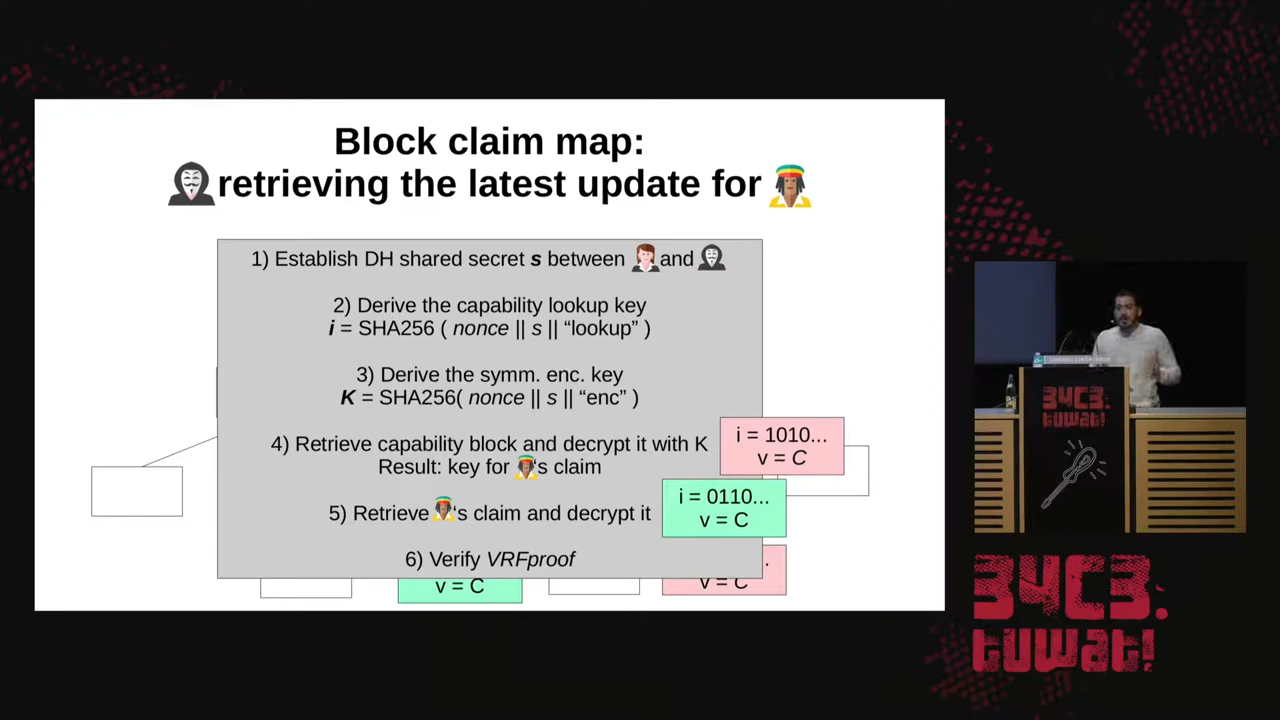 Block claim map:
retrieving the latest update for
1) Establish DH shared secret s between and
2) Derive the capability lookup key
i = SHA256 ( nonce || s || “lookup” )
3) Derive the symm. enc. key
K = SHA256( nonce || s || “enc” )
4) Retrieve capability block and decrypt it with K
Result: key for 's claim
i = 1010...
v = C
5) Retrieve ‘s claim and decrypt it
i = 0110...
v = C
6) Verify VRFproof
v = C
v = C
34C3.
tuwat!
34C3.
tuwat!